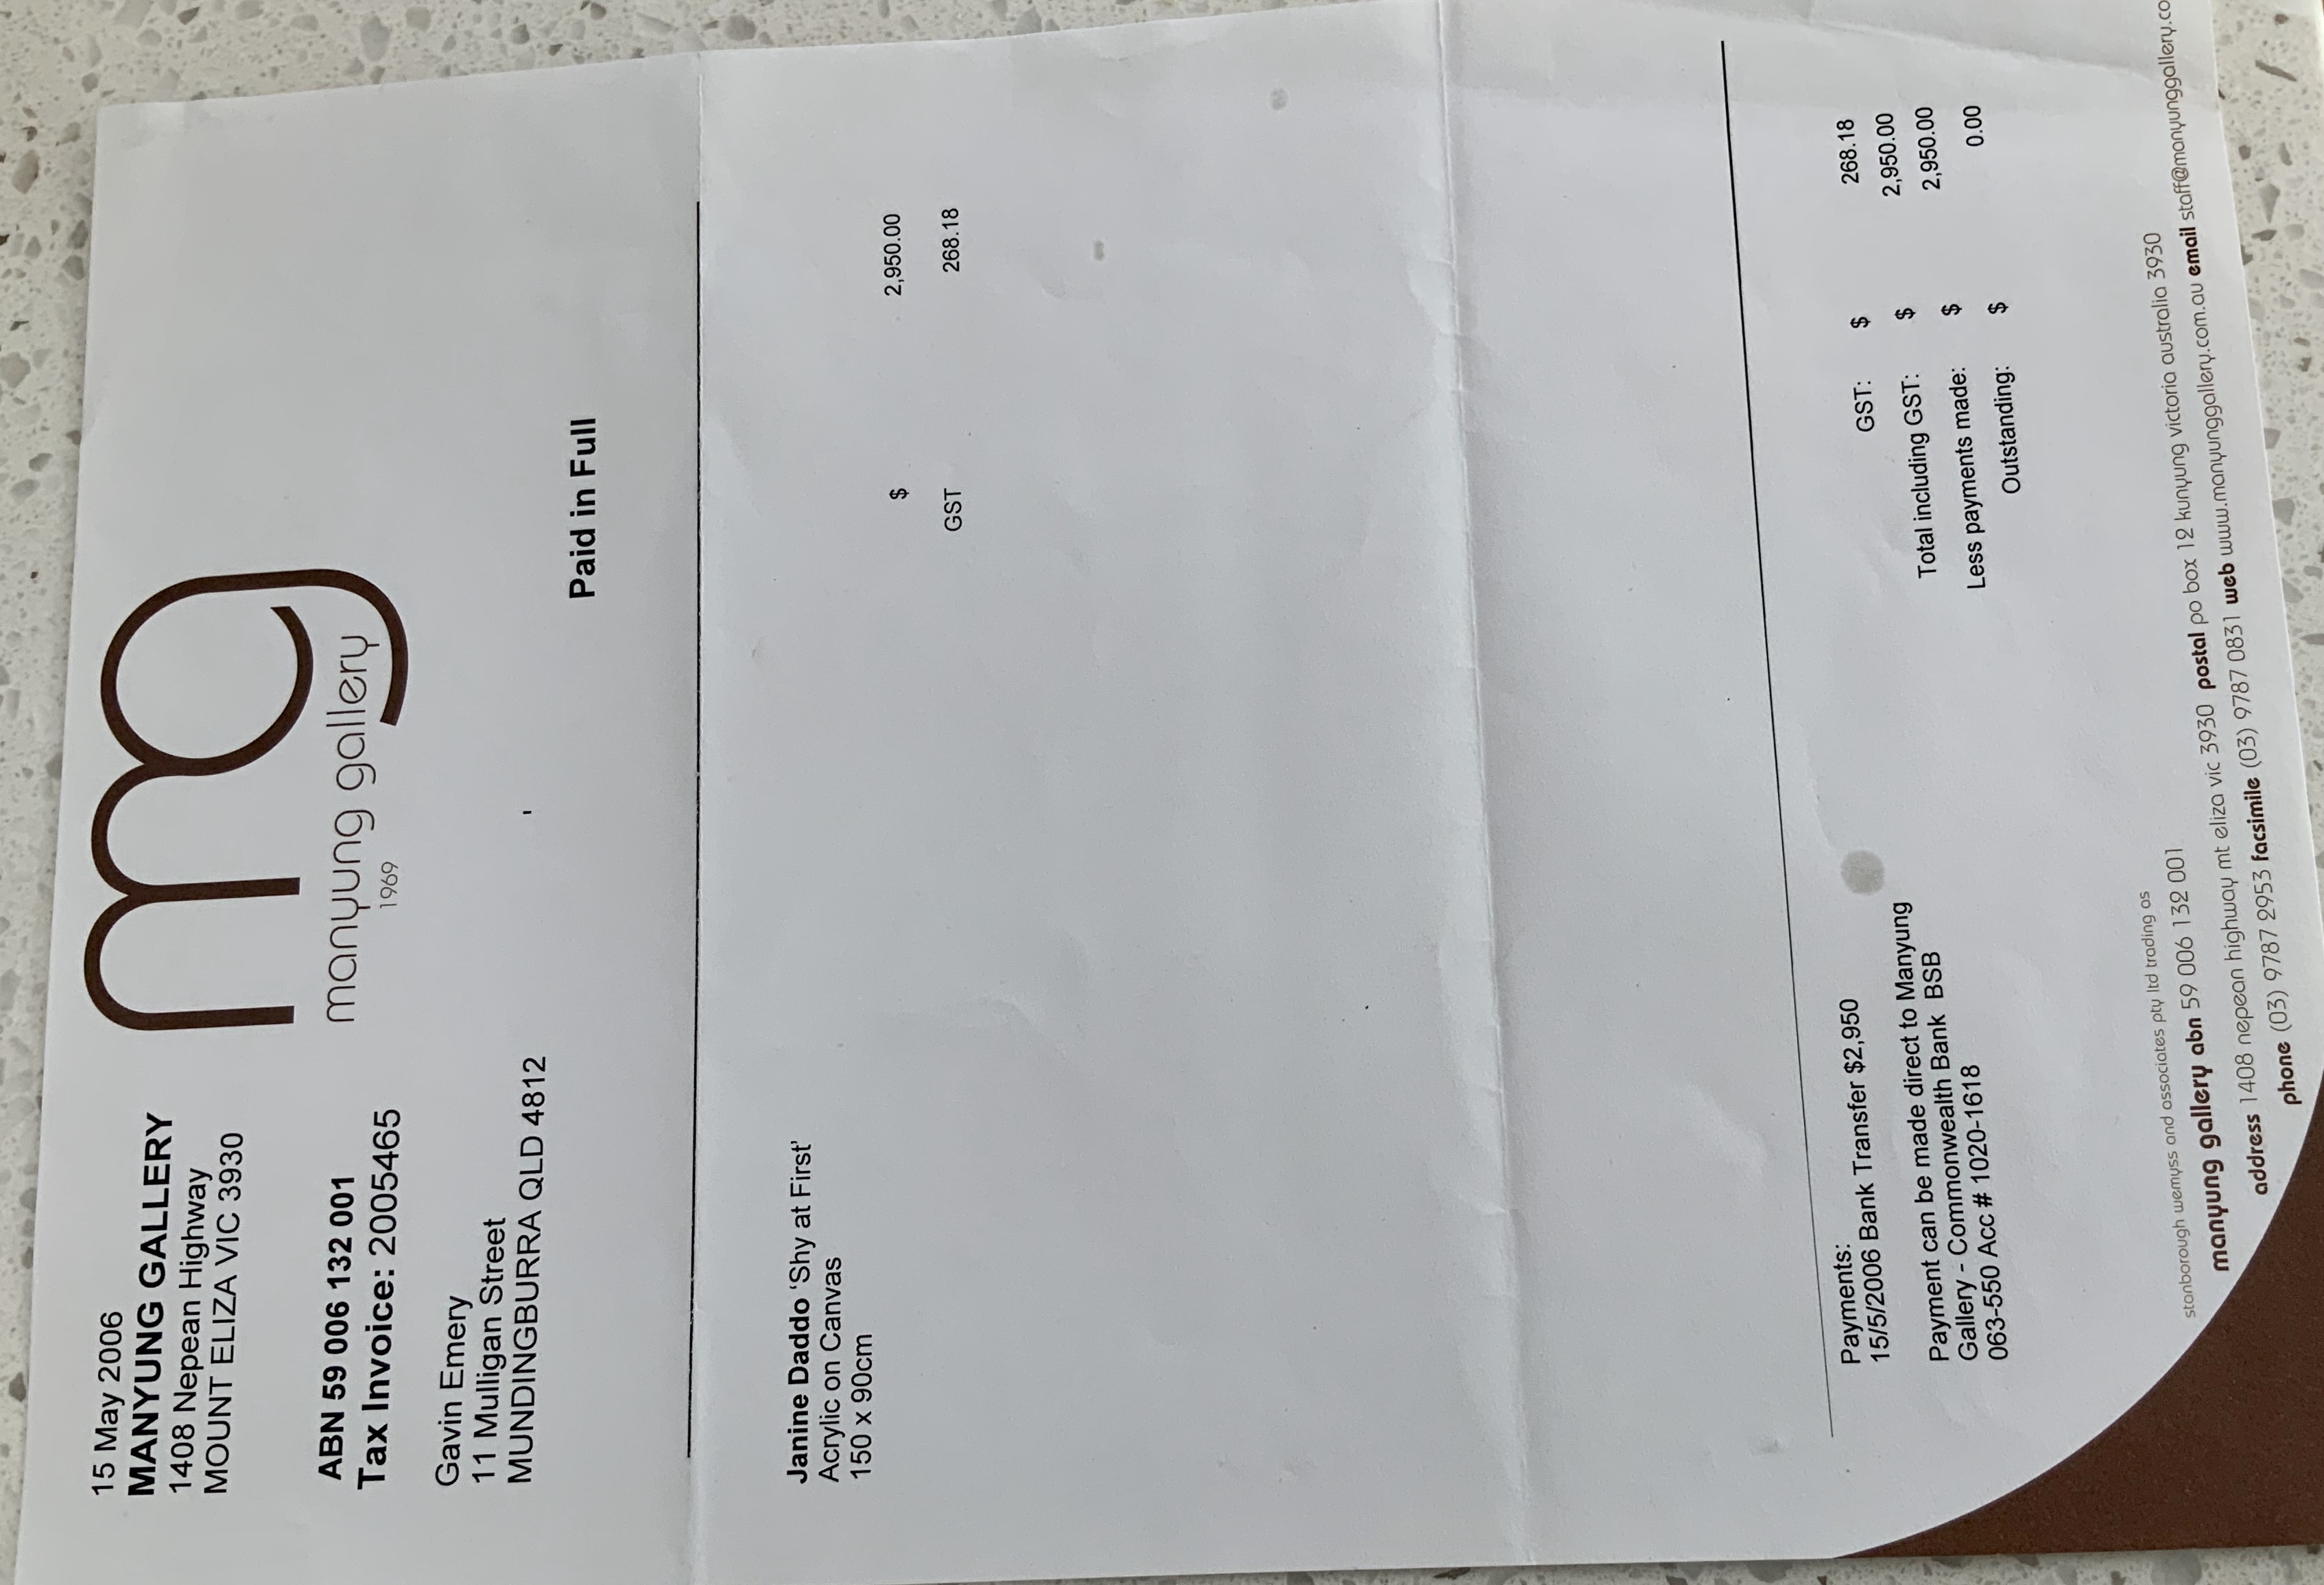 15 May 2006
MANYUNG GALLERY
1408 Nepean Highway
MOUNT ELIZA VIC 3930
mg
manyung gallery
1969
ABN 59 006 132 001
Tax Invoice: 2005465
Gavin Emery
11 Mulligan Street
MUNDINGBURRA QLD 4812
Paid in Full
Janine Daddo ‘Shy at First’
Acrylic on Canvas
150 x 90cm
$ 2,950.00
GST 268.18
Payments:
15/5/2006 Bank Transfer $2,950
Payment can be made direct to Manyung
Gallery - Commonwealth Bank BSB
063-550 Acc # 1020-1618
GST: $ 268.18
Total including GST: $ 2,950.00
Less payments made: $ 2,950.00
Outstanding: $ 0.00
stanborough wemyss and associates pty ltd trading as
manyung gallery abn 59 006 132 001
address 1408 nepean highway mt eliza vic 3930 postal po box 12 kunyung victoria australia 3930
phone (03) 9787 2953 facsimile (03) 9787 0831 web www.manyunggallery.com.au email staff@manyunggallery.co